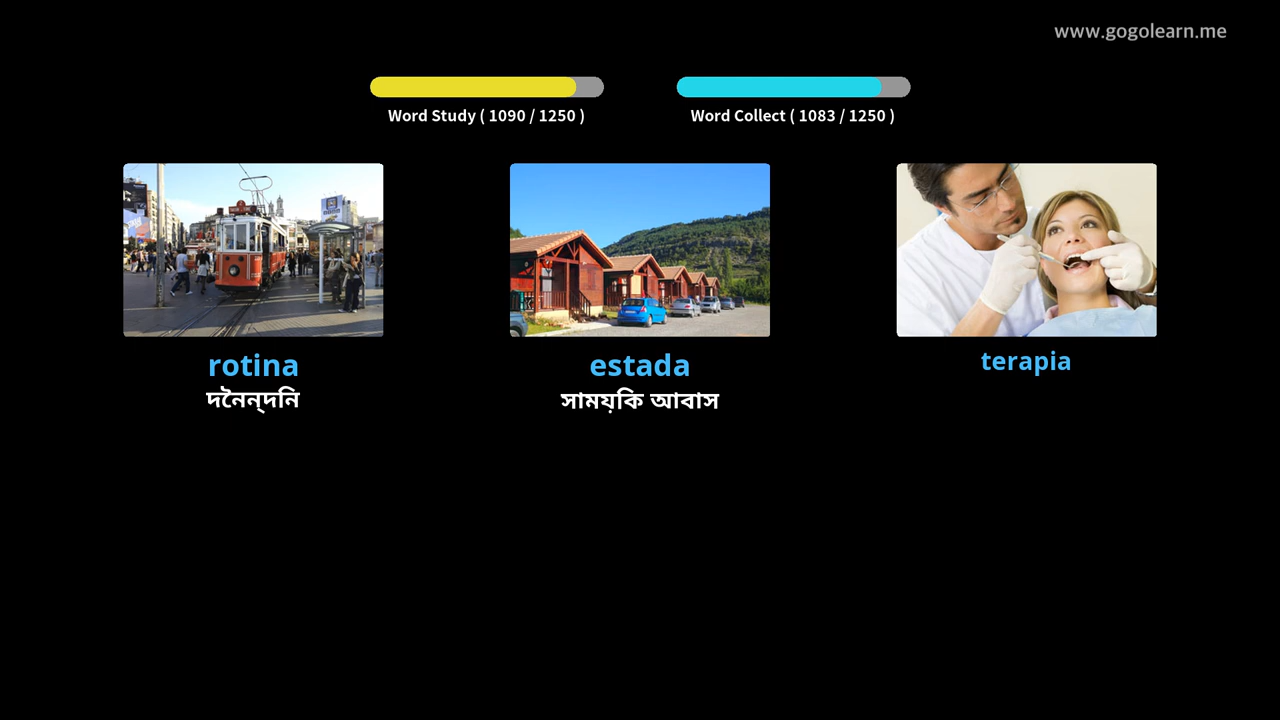 www.gogolearn.me
Word Study ( 1090 / 1250 )
Word Collect ( 1083 / 1250 )
rotina
estada
terapia
দৈনন্দিন
সাময়িক আবাস